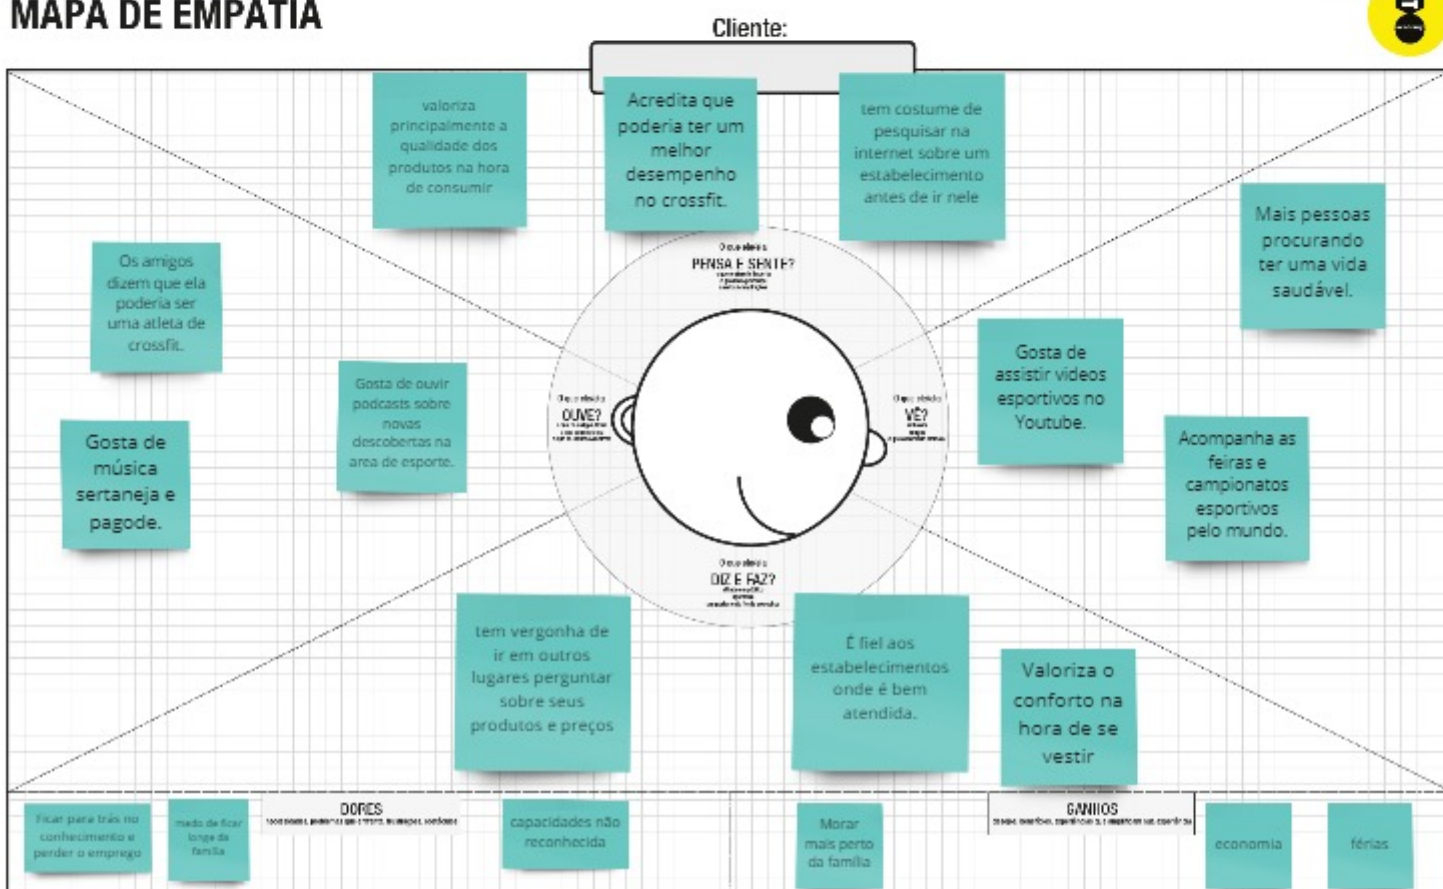 MAPA DE EMPATIA
Cliente:
valoriza
principalmente a
qualidade dos
produtos na hora
de consumir
Acredita que
poderia ter um
melhor
desempenho
no crossfit.
tem costume de
pesquisar na
internet sobre um
estabelecimento
antes de ir nele
Mais pessoas
procurando
ter uma vida
saudável.
Os amigos
dizem que ela
poderia ser
uma atleta de
crossfit.
PENSA E SENTE?
Gosta de ouvir
podcasts sobre
novas
descobertas na
area de esporte.
Gosta de
música
sertaneja e
pagode.
OUVE?
VÊ?
Gosta de
assistir videos
esportivos no
Youtube.
Acompanha as
feiras e
campionatos
esportivos
pelo mundo.
DIZ E FAZ?
tem vergonha de
ir em outros
lugares perguntar
sobre seus
produtos e preços
É fiel aos
estabelecimentos
onde é bem
atendida.
Valoriza o
conforto na
hora de se
vestir
DORES
Ficar para trás no
conhecimento e
perder o emprego
medo de ficar
longe da
família
capacidades não
reconhecida
GANHOS
Morar
mais perto
da família
economia
férias